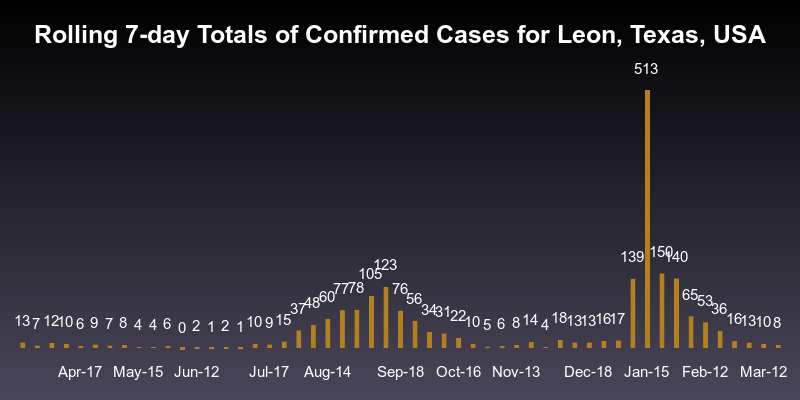 Rolling 7-day Totals of Confirmed Cases for Leon, Texas, USA
513
13 7 12 10 6 9 7 8 4 4 6 0 2 1 2 1 10 9 15 37 48 60 77 78 105 123 76 56 34 31 22 10 5 6 8 14 4 18 13 13 16 17 139 150 140 65 53 36 16 13 10 8
Apr-17 May-15 Jun-12 Jul-17 Aug-14 Sep-18 Oct-16 Nov-13 Dec-18 Jan-15 Feb-12 Mar-12